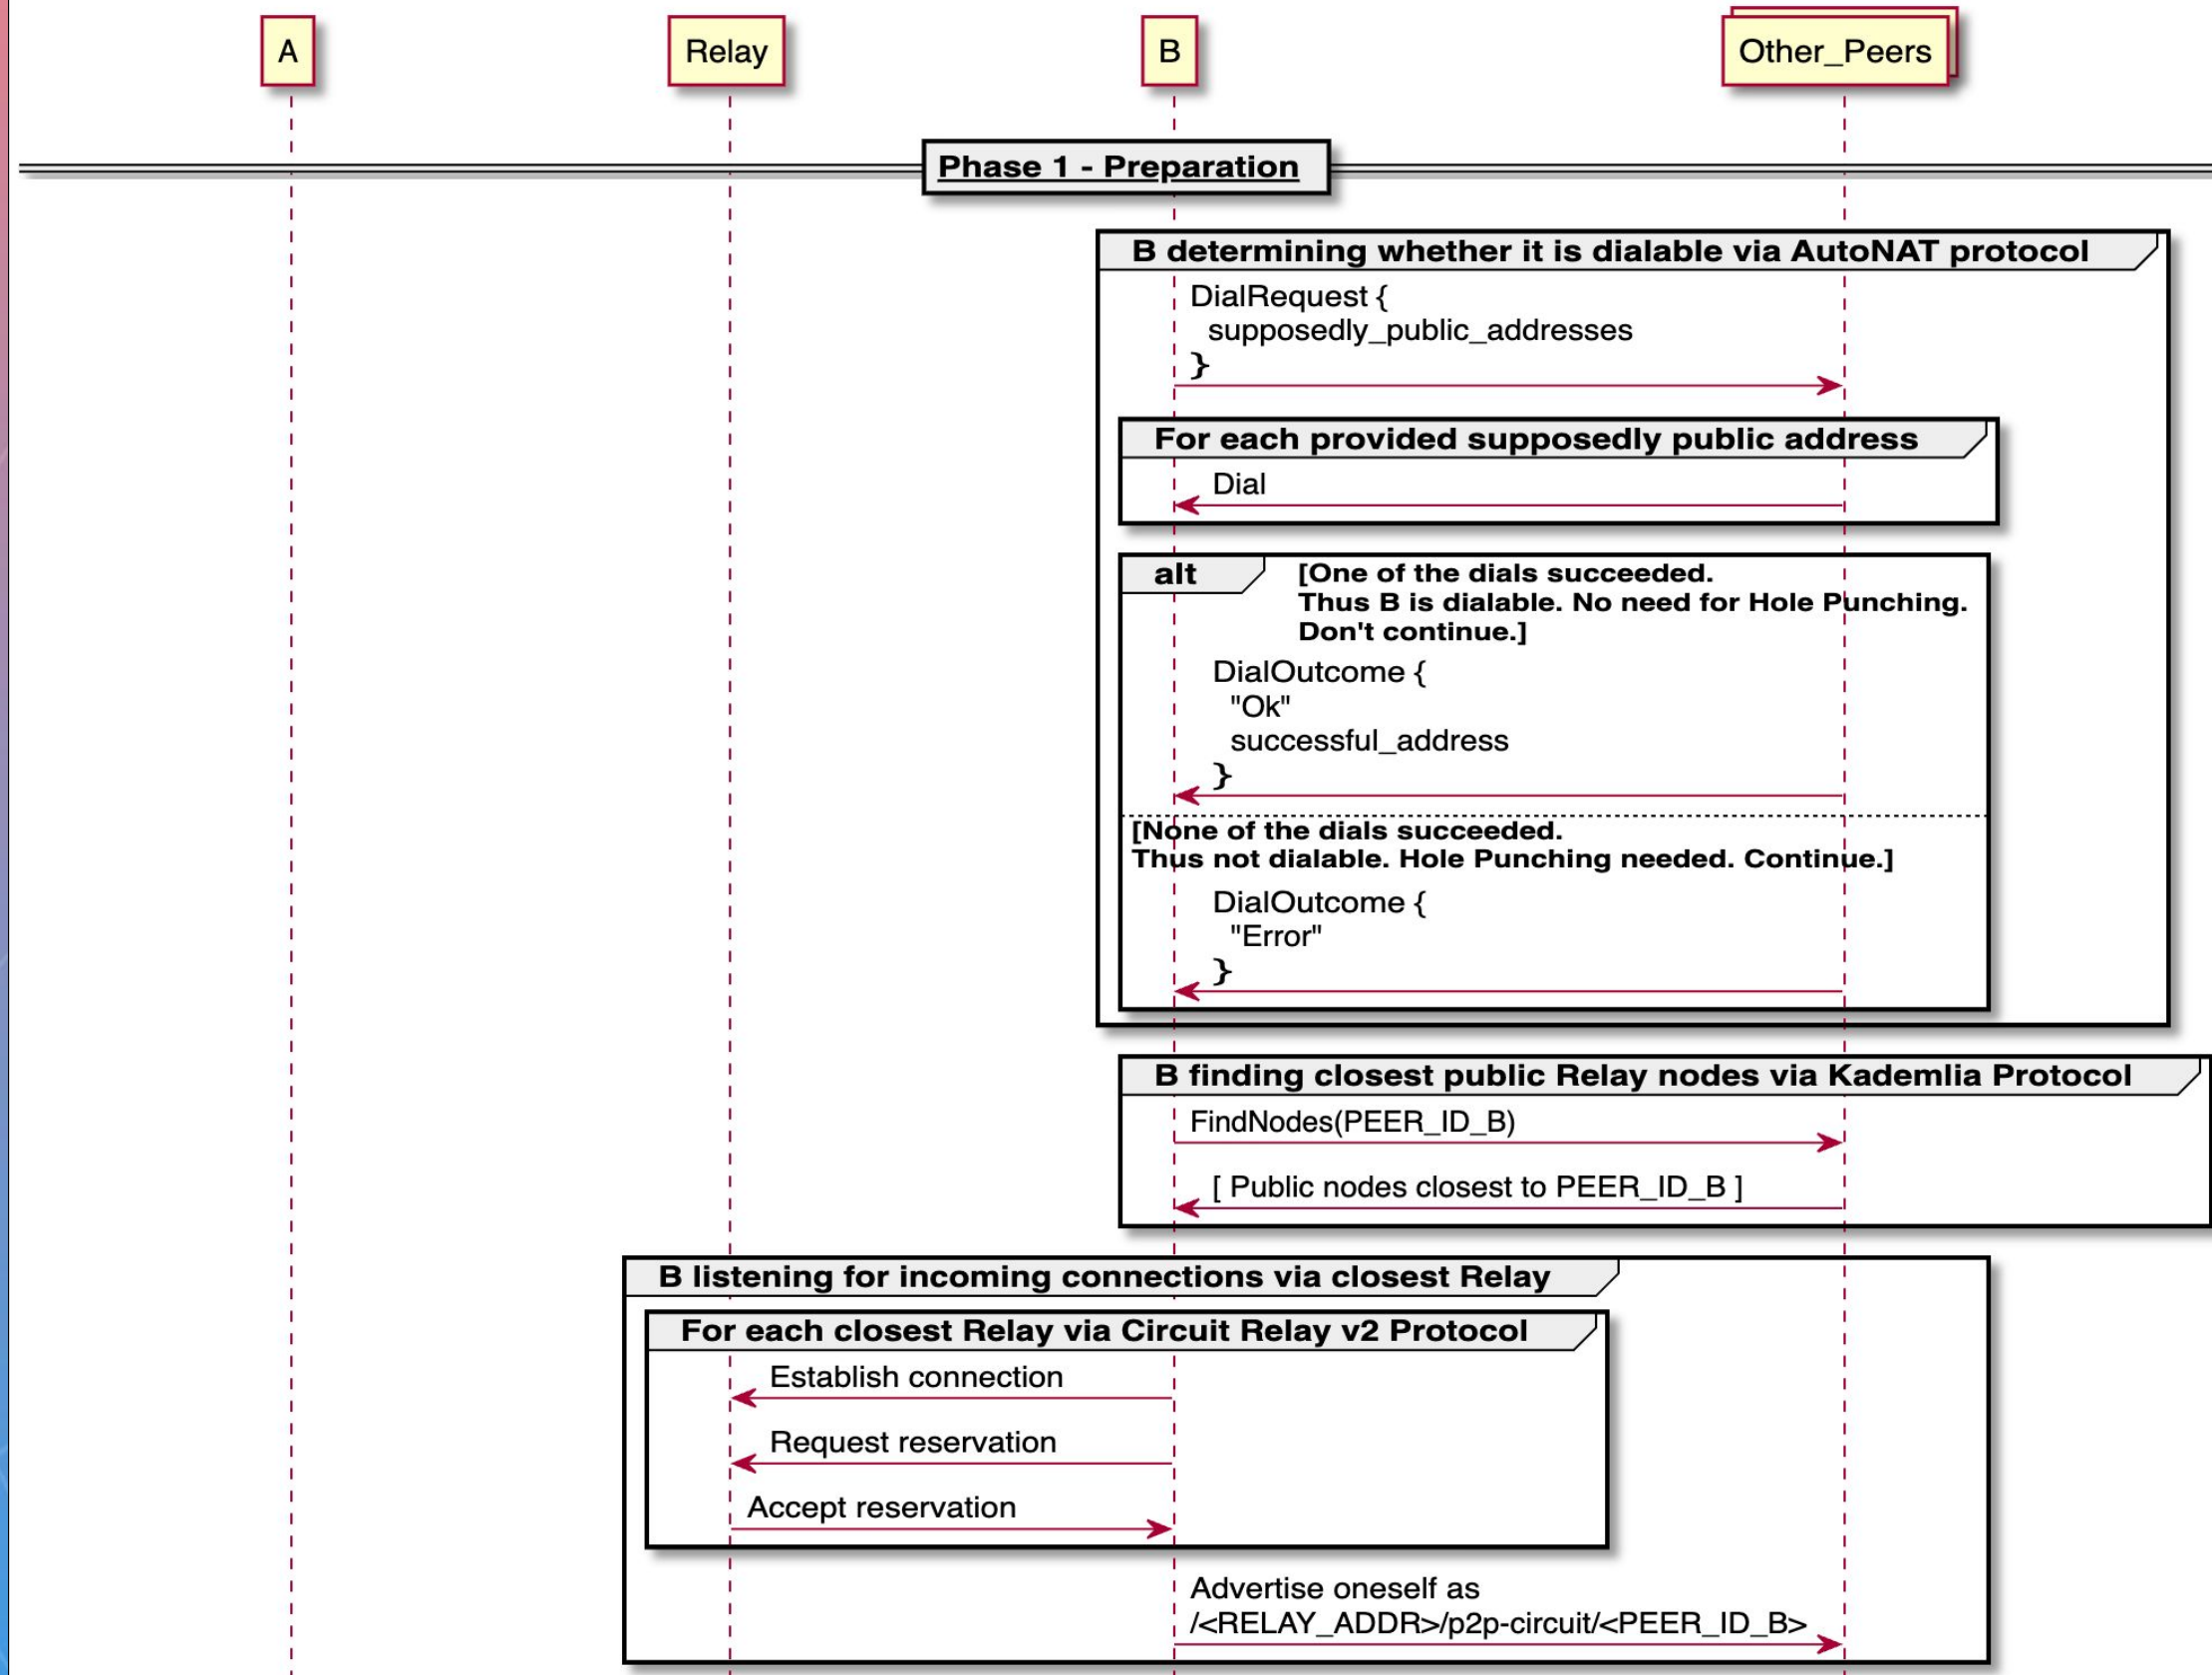 A
Relay
B
Other_Peers
Phase 1 - Preparation
B determining whether it is dialable via AutoNAT protocol
DialRequest {
supposedly_public_addresses
}
For each provided supposedly public address
Dial
alt
[One of the dials succeeded.
Thus B is dialable. No need for Hole Punching.
Don't continue.]
DialOutcome {
"Ok"
successful_address
}
[None of the dials succeeded.
Thus not dialable. Hole Punching needed. Continue.]
DialOutcome {
"Error"
}
B finding closest public Relay nodes via Kademlia Protocol
FindNodes(PEER_ID_B)
[ Public nodes closest to PEER_ID_B ]
B listening for incoming connections via closest Relay
For each closest Relay via Circuit Relay v2 Protocol
Establish connection
Request reservation
Accept reservation
Advertise oneself as
/<RELAY_ADDR>/p2p-circuit/<PEER_ID_B>